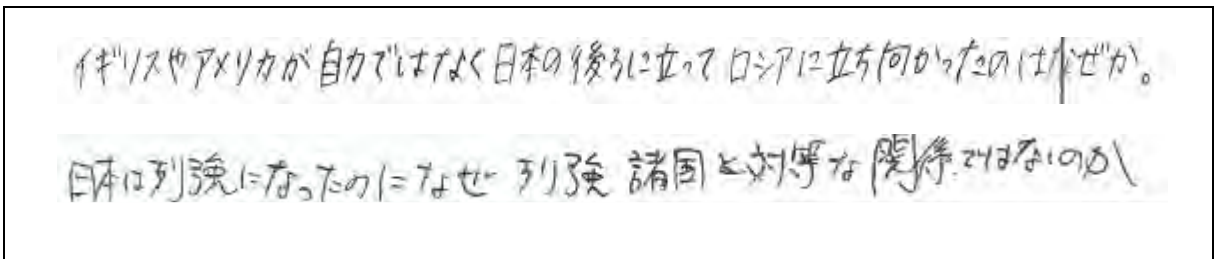 イギリスやアメリカが自力ではなく日本の後ろに立ってロシアに立ち向かったのはなぜか。
日本は列強になったのになぜ列強諸国と対等な関係ではないのか